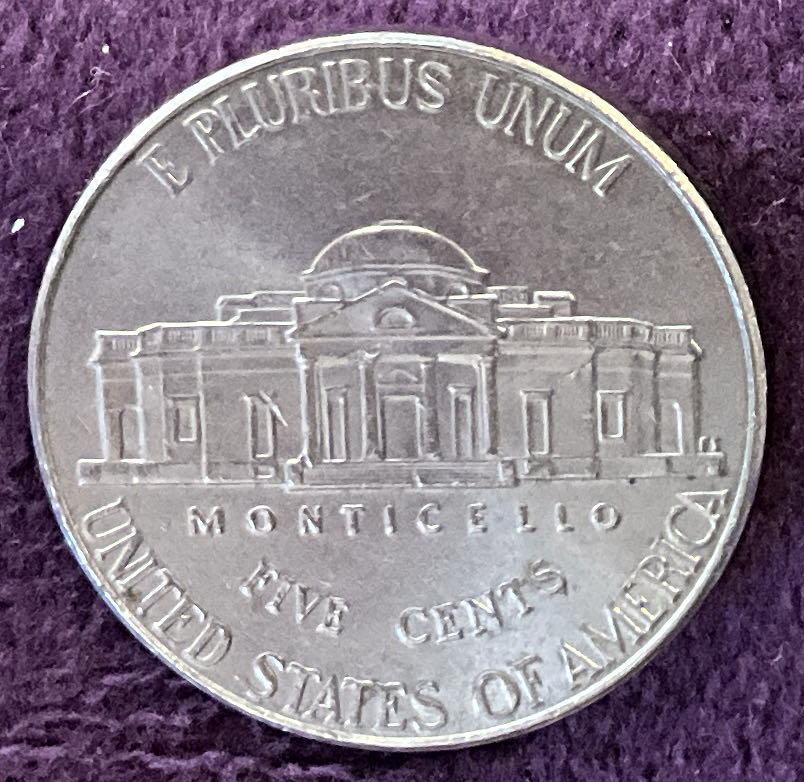 E PLURIBUS UNUM
MONTICELLO
FIVE CENTS
UNITED STATES OF AMERICA